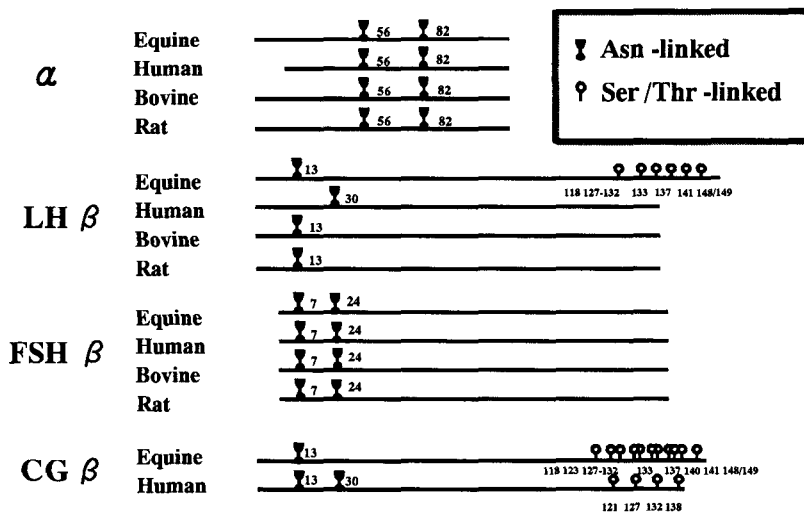 α
Equine 56 82
Human 56 82
Bovine 56 82
Rat 56 82
Asn -linked
Ser /Thr -linked
LH β
Equine 13
118 127-132 133 137 141 148/149
Human 30
Bovine 13
Rat 13
FSH β
Equine 7 24
Human 7 24
Bovine 7 24
Rat 7 24
CG β
Equine 13
118 123 127-132 133 137 140 141 148/149
Human 13 30
121 127 132 138